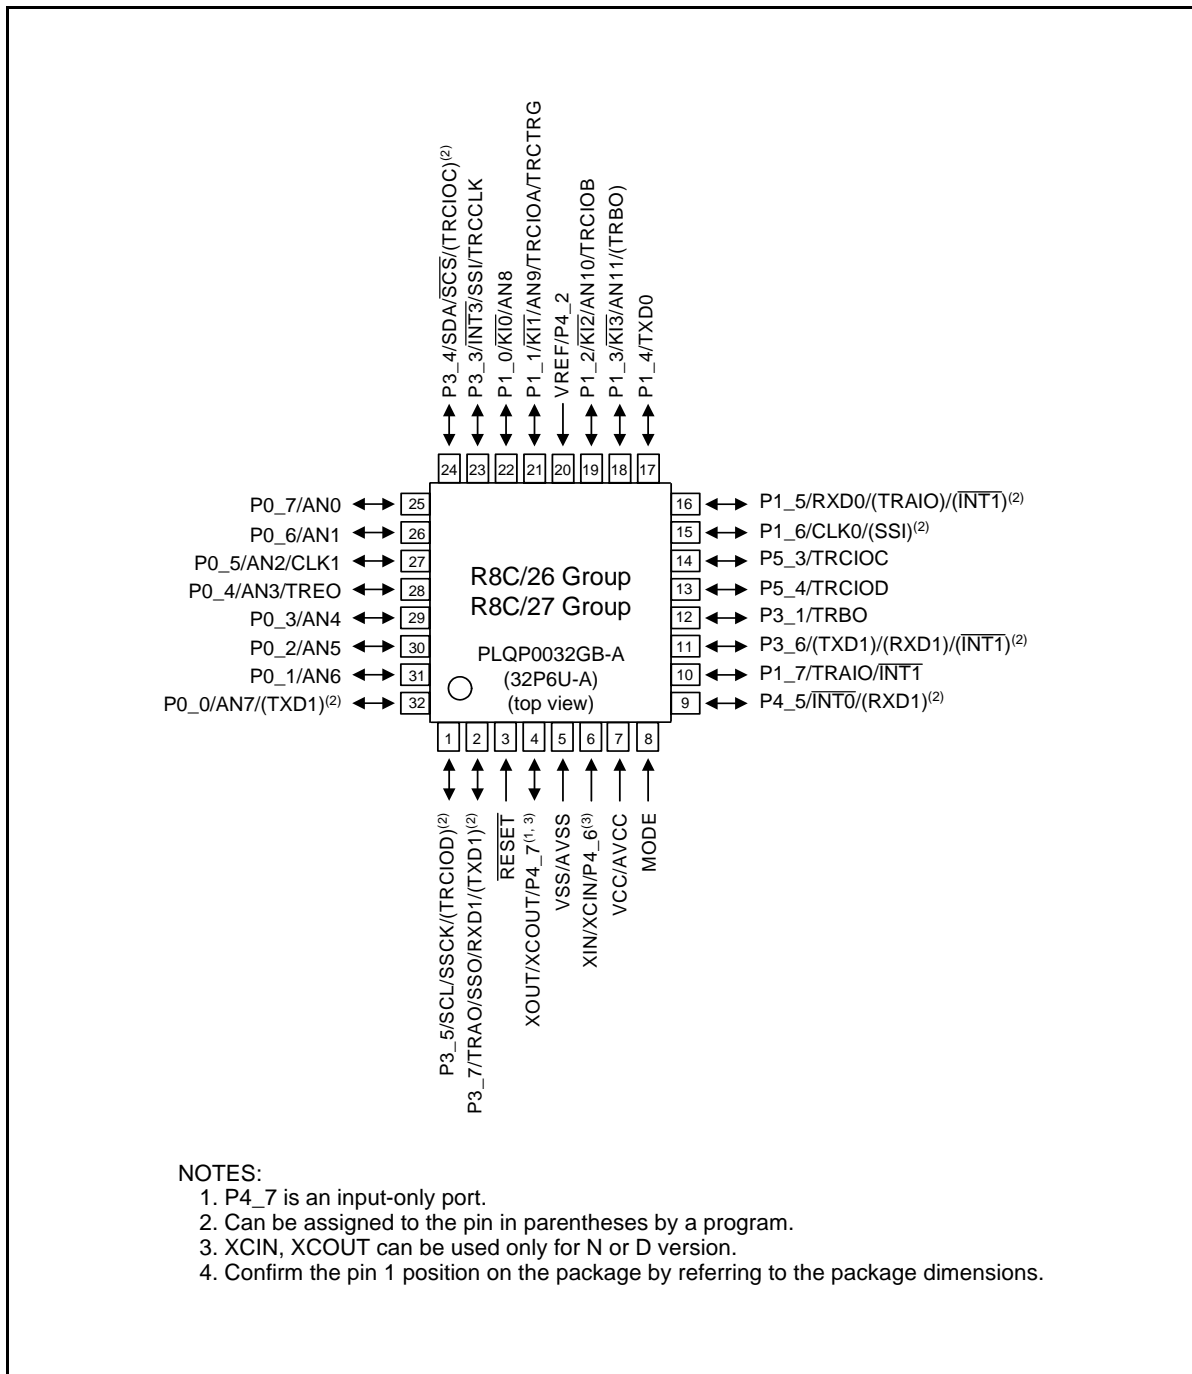 P3_4/SDA/SCS/(TRCIOC)(2)
P3_3/INT3/SSI/TRCCLK
P1_0/KI0/AN8
P1_1/KI1/AN9/TRCIOA/TRCTRG
VREF/P4_2
P1_2/KI2/AN10/TRCIOB
P1_3/KI3/AN11/(TRBO)
P1_4/TXD0
24 23 22 21 20 19 18 17
P0_7/AN0 25
P0_6/AN1 26
P0_5/AN2/CLK1 27
P0_4/AN3/TREO 28
P0_3/AN4 29
P0_2/AN5 30
P0_1/AN6 31
P0_0/AN7/(TXD1)(2) 32
R8C/26 Group
R8C/27 Group
PLQP0032GB-A
(32P6U-A)
(top view)
16 P1_5/RXD0/(TRAIO)/(INT1)(2)
15 P1_6/CLK0/(SSI)(2)
14 P5_3/TRCIOC
13 P5_4/TRCIOD
12 P3_1/TRBO
11 P3_6/(TXD1)/(RXD1)/(INT1)(2)
10 P1_7/TRAIO/INT1
9 P4_5/INT0/(RXD1)(2)
1 2 3 4 5 6 7 8
P3_5/SCL/SSCK/(TRCIOD)(2)
P3_7/TRAO/SSO/RXD1/(TXD1)(2)
RESET
XOUT/XCOUT/P4_7(1, 3)
VSS/AVSS
XIN/XCIN/P4_6(3)
VCC/AVCC
MODE
NOTES:
1. P4_7 is an input-only port.
2. Can be assigned to the pin in parentheses by a program.
3. XCIN, XCOUT can be used only for N or D version.
4. Confirm the pin 1 position on the package by referring to the package dimensions.